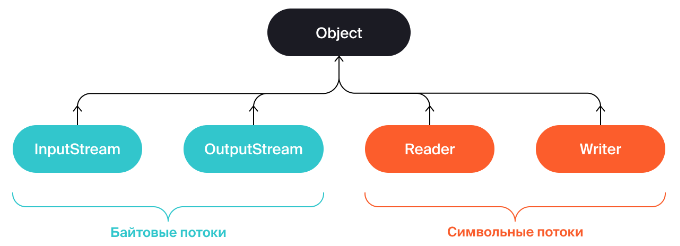 Object
InputStream
OutputStream
Reader
Writer
Байтовые потоки
Символьные потоки